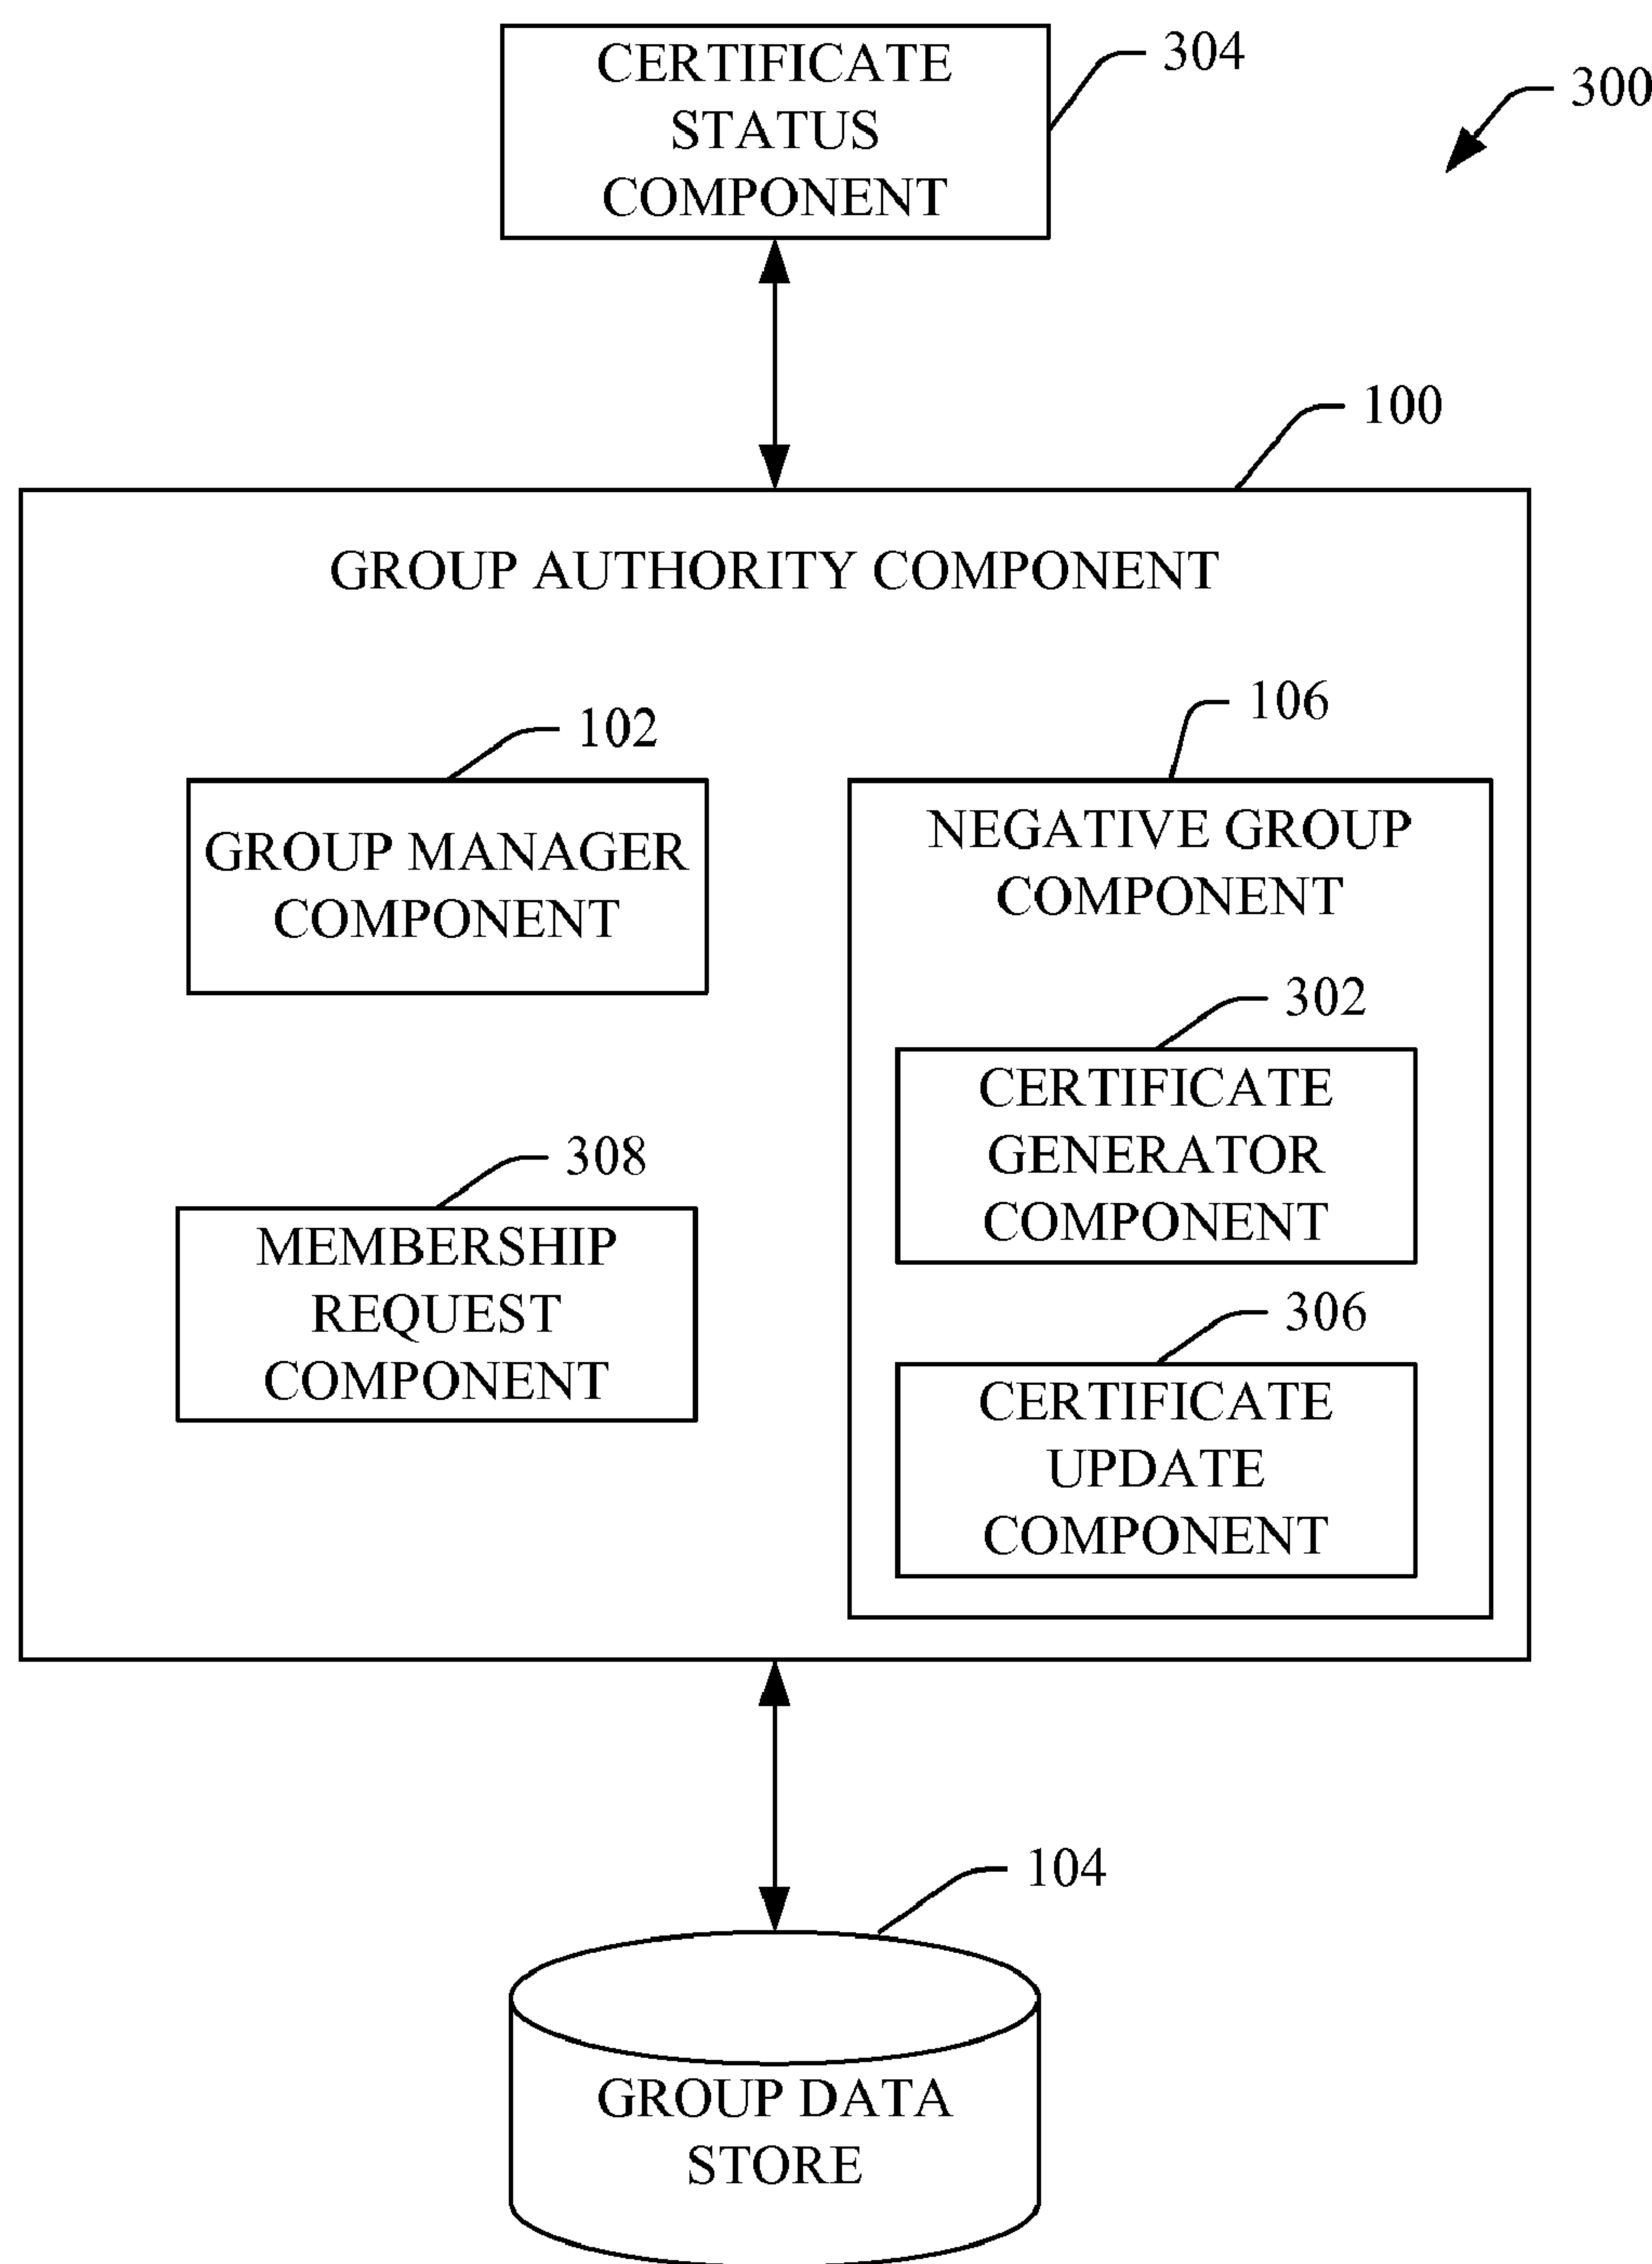 CERTIFICATE
STATUS
COMPONENT
304
300
100
GROUP AUTHORITY COMPONENT
102
GROUP MANAGER
COMPONENT
106
NEGATIVE GROUP
COMPONENT
302
CERTIFICATE
GENERATOR
COMPONENT
308
MEMBERSHIP
REQUEST
COMPONENT
306
CERTIFICATE
UPDATE
COMPONENT
104
GROUP DATA
STORE